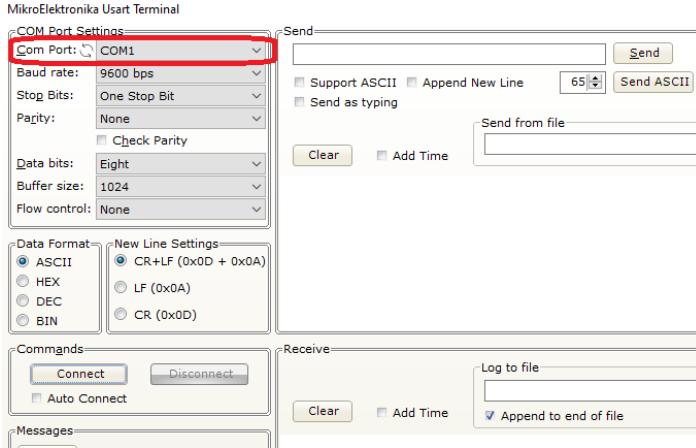 MikroElektronika Usart Terminal
COM Port Settings
Com Port: COM1
Baud rate: 9600 bps
Stop Bits: One Stop Bit
Parity: None
Check Parity
Data bits: Eight
Buffer size: 1024
Flow control: None
Send
Send
Support ASCII Append New Line 65 Send ASCII
Send as typing
Send from file
Clear Add Time
Data Format
ASCII
HEX
DEC
BIN
New Line Settings
CR+LF (0x0D + 0x0A)
LF (0x0A)
CR (0x0D)
Commands
Connect Disconnect
Auto Connect
Receive
Log to file
Clear Add Time Append to end of file
Messages